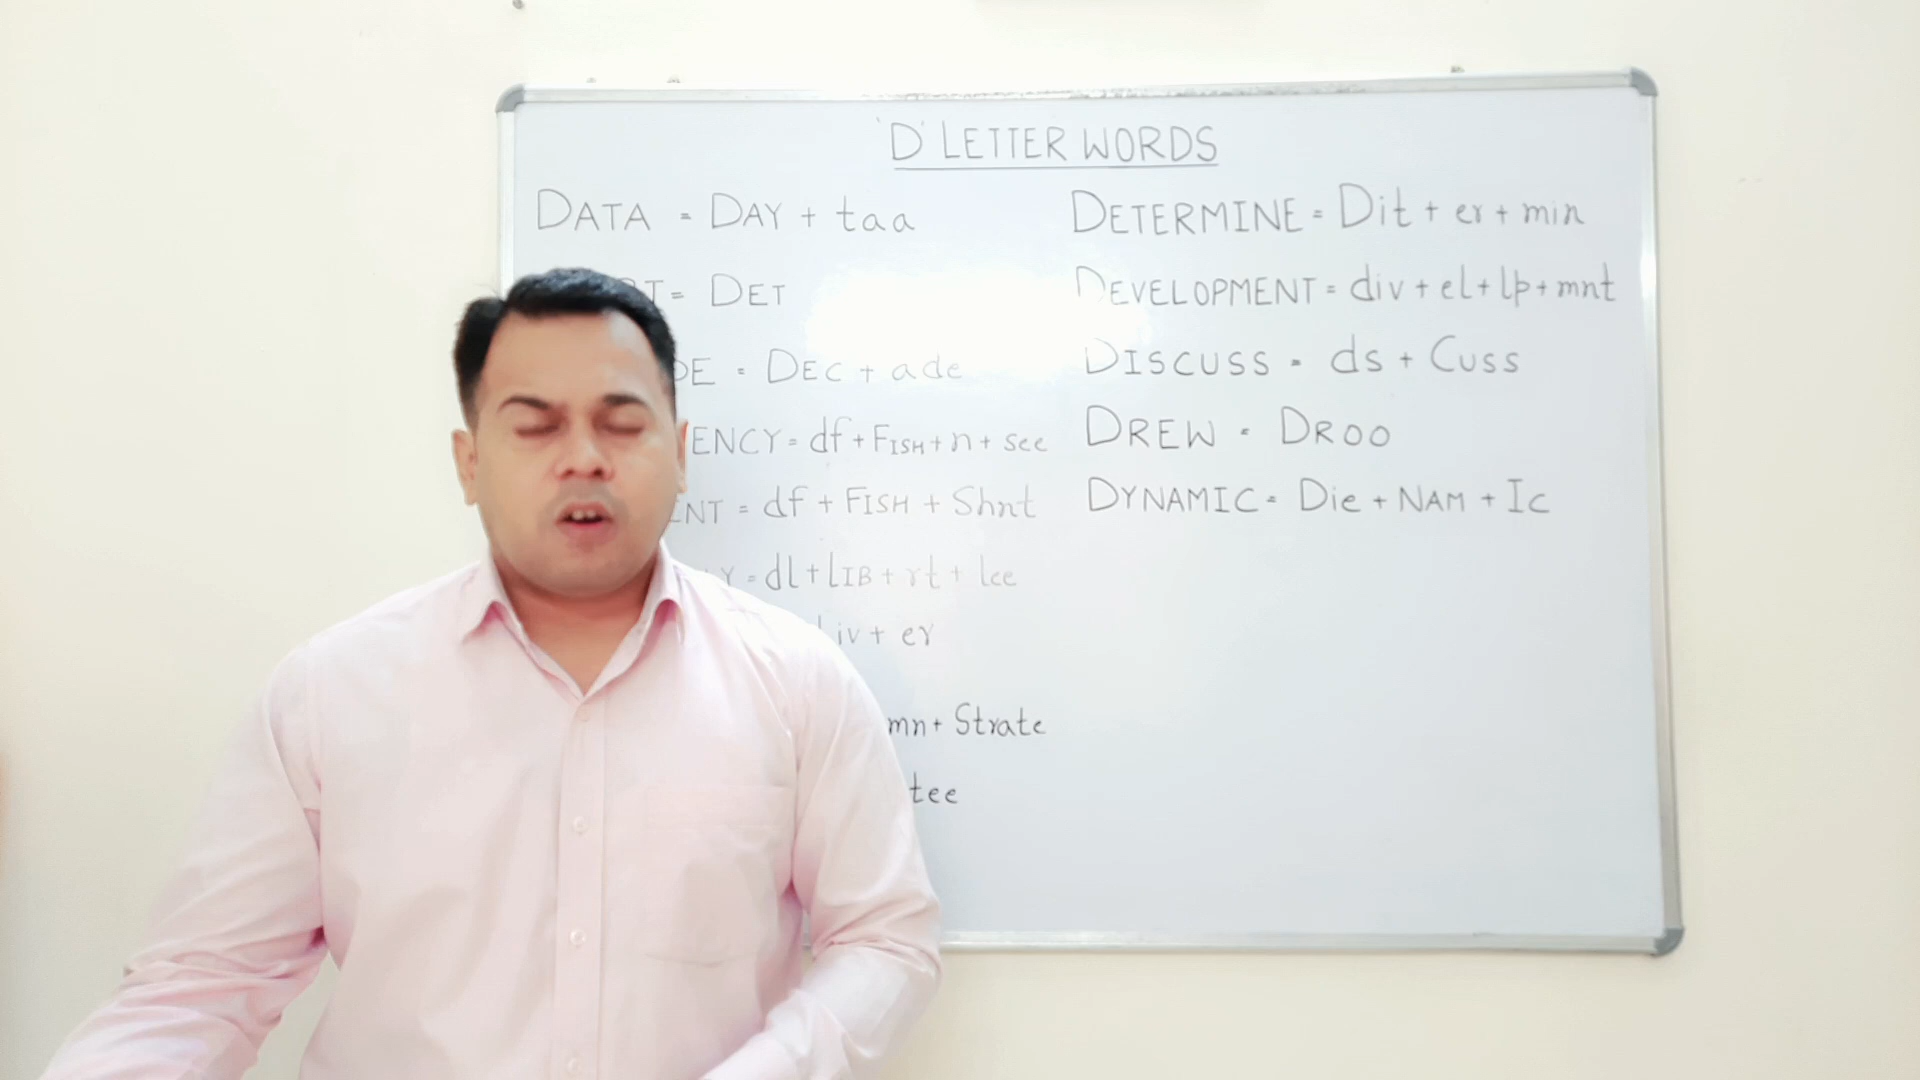 'D' LETTER WORDS
DATA = DAY + taa
T = DET
DE = DEC + ade
ENCY = df + FISH + n + see
ENT = df + FISH + Shnt
Y = dl + LIB + rt + lee
iv + er
mn + Strate
tee
DETERMINE = Dit + er + min
DEVELOPMENT = div + el + lp + mnt
DISCUSS = ds + Cuss
DREW = DROO
DYNAMIC = Die + NAM + Ic